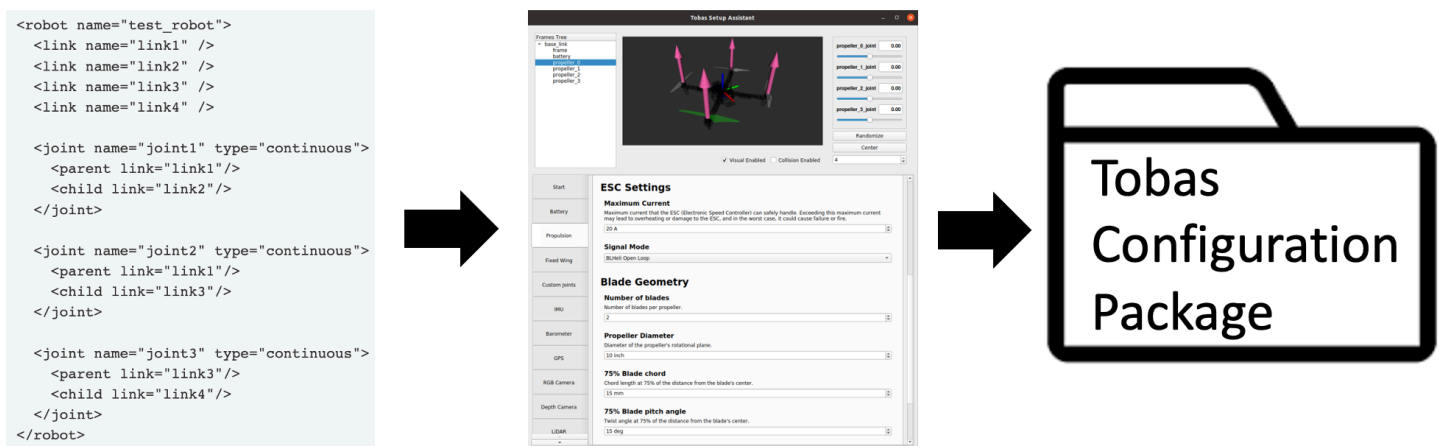 <robot name="test_robot">
<link name="link1" />
<link name="link2" />
<link name="link3" />
<link name="link4" />
<joint name="joint1" type="continuous">
<parent link="link1"/>
<child link="link2"/>
</joint>
<joint name="joint2" type="continuous">
<parent link="link1"/>
<child link="link3"/>
</joint>
<joint name="joint3" type="continuous">
<parent link="link3"/>
<child link="link4"/>
</joint>
</robot>
Tobas Setup Assistant
Frames Tree
base_link
frame
battery
propeller_0
propeller_1
propeller_2
propeller_3
propeller_0_joint 0.00
propeller_1_joint 0.00
propeller_2_joint 0.00
propeller_3_joint 0.00
Randomize
Center
Visual Enabled Collision Enabled 4
Start
Battery
Propulsion
Fixed Wing
Custom Joints
IMU
Barometer
GPS
RGB Camera
Depth Camera
LiDAR
ESC Settings
Maximum Current
Maximum current that the ESC (Electronic Speed Controller) can safely handle. Exceeding this maximum current
may lead to overheating or damage to the ESC, and in the worst case, it could cause failure or fire.
20 A
Signal Mode
BLHeli Open Loop
Blade Geometry
Number of blades
Number of blades per propeller.
2
Propeller Diameter
Diameter of the propeller's rotational plane.
10 inch
75% Blade chord
Chord length at 75% of the distance from the blade's center.
15 mm
75% Blade pitch angle
Twist angle at 75% of the distance from the blade's center.
15 deg
Tobas
Configuration
Package